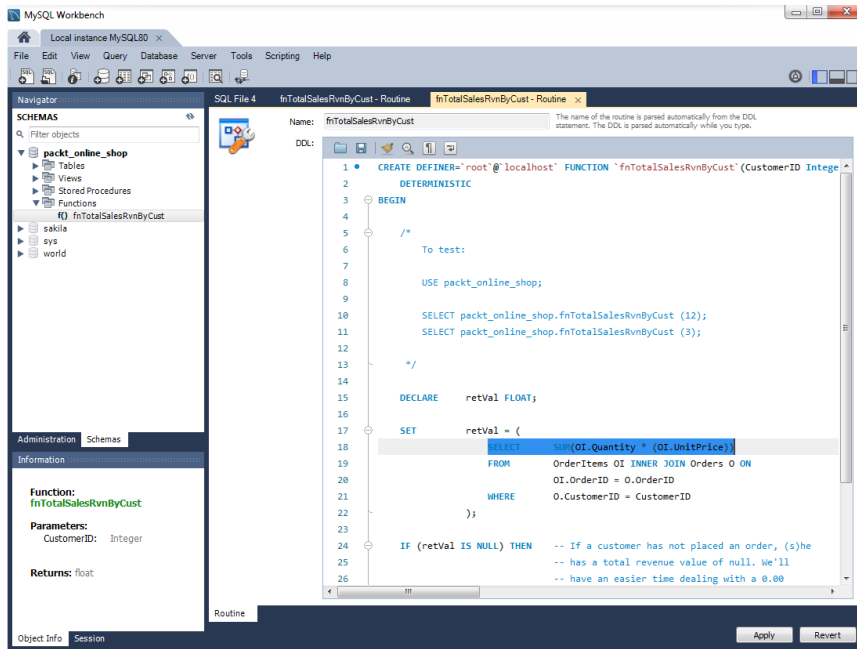 MySQL Workbench
Local instance MySQL80 ×
File Edit View Query Database Server Tools Scripting Help
Navigator
SCHEMAS
Filter objects
packt_online_shop
Tables
Views
Stored Procedures
Functions
f() fnTotalSalesRvnByCust
sakila
sys
world
Administration Schemas
Information
Function:
fnTotalSalesRvnByCust
Parameters:
CustomerID: Integer
Returns: float
Object Info Session
SQL File 4 fnTotalSalesRvnByCust - Routine fnTotalSalesRvnByCust - Routine ×
Name: fnTotalSalesRvnByCust
The name of the routine is parsed automatically from the DDL
statement. The DDL is parsed automatically while you type.
DDL:
1 CREATE DEFINER=`root`@`localhost` FUNCTION `fnTotalSalesRvnByCust`(CustomerID Intege
2 DETERMINISTIC
3 BEGIN
4
5 /*
6 To test:
7
8 USE packt_online_shop;
9
10 SELECT packt_online_shop.fnTotalSalesRvnByCust (12);
11 SELECT packt_online_shop.fnTotalSalesRvnByCust (3);
12
13 */
14
15 DECLARE retVal FLOAT;
16
17 SET retVal = (
18 SELECT SUM(OI.Quantity * (OI.UnitPrice))
19 FROM OrderItems OI INNER JOIN Orders O ON
20 OI.OrderID = O.OrderID
21 WHERE O.CustomerID = CustomerID
22 );
23
24 IF (retVal IS NULL) THEN -- If a customer has not placed an order, (s)he
25 -- has a total revenue value of null. We'll
26 -- have an easier time dealing with a 0.00
Routine
Apply Revert